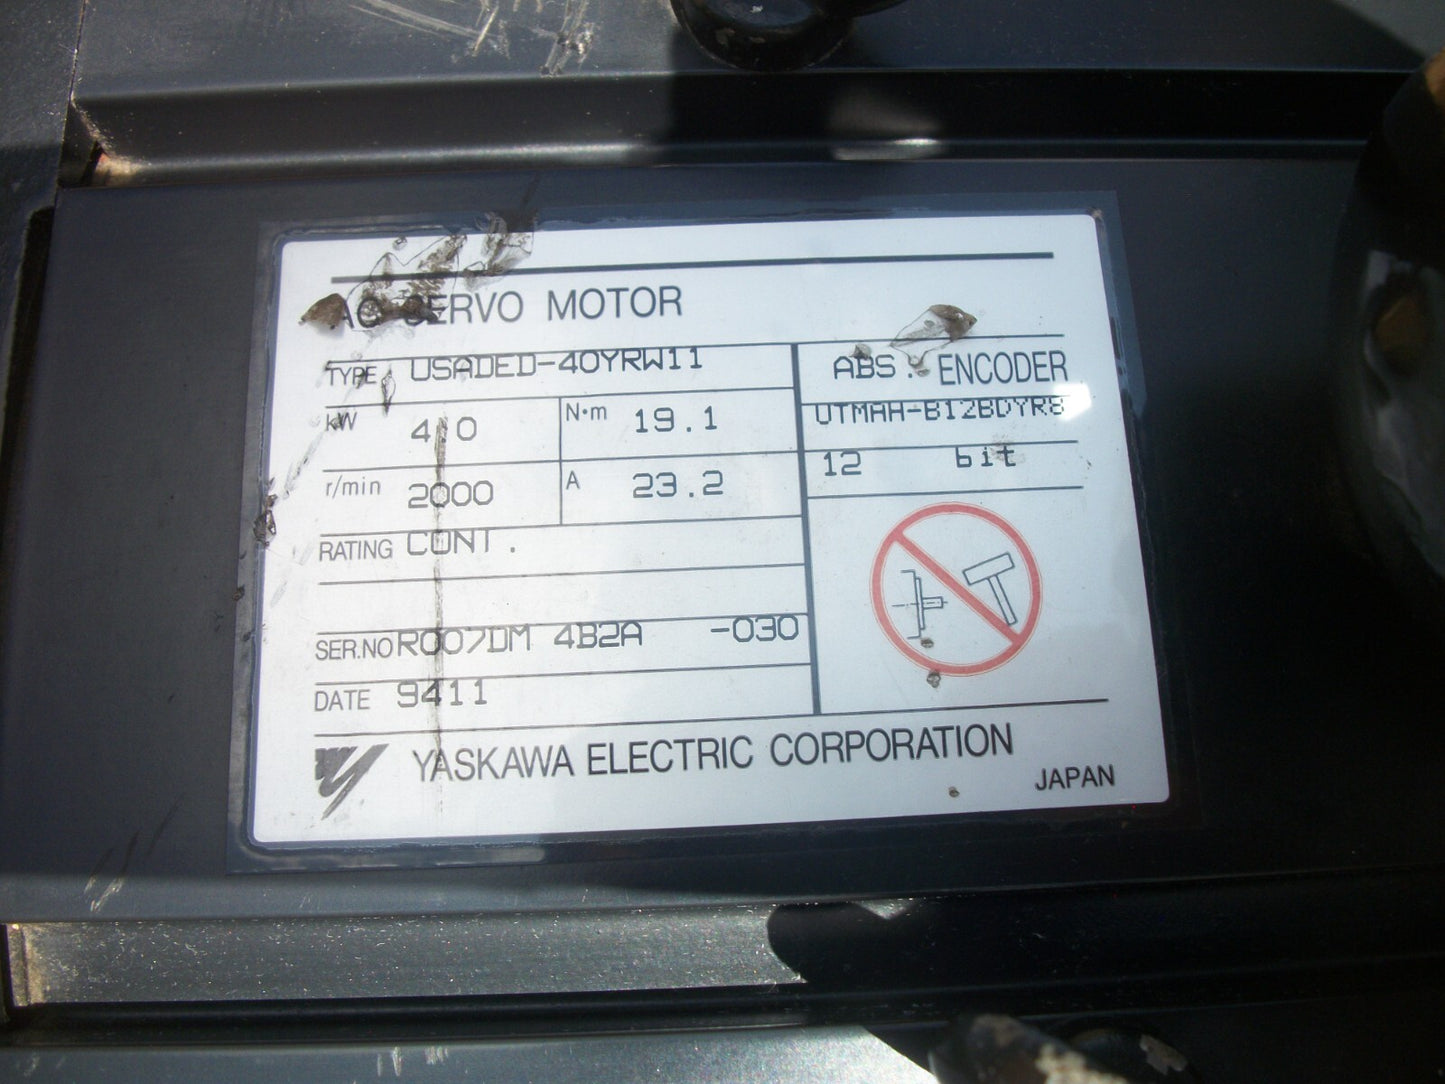 AC SERVO MOTOR
TYPE USADED-40YRW11
ABS. ENCODER
kW 4.0 N·m 19.1
UTMAH-B12BDYR8
r/min 2000 A 23.2
12 bit
RATING CONT.
SER.NO R007DM 4B2A -030
DATE 9411
YASKAWA ELECTRIC CORPORATION
JAPAN